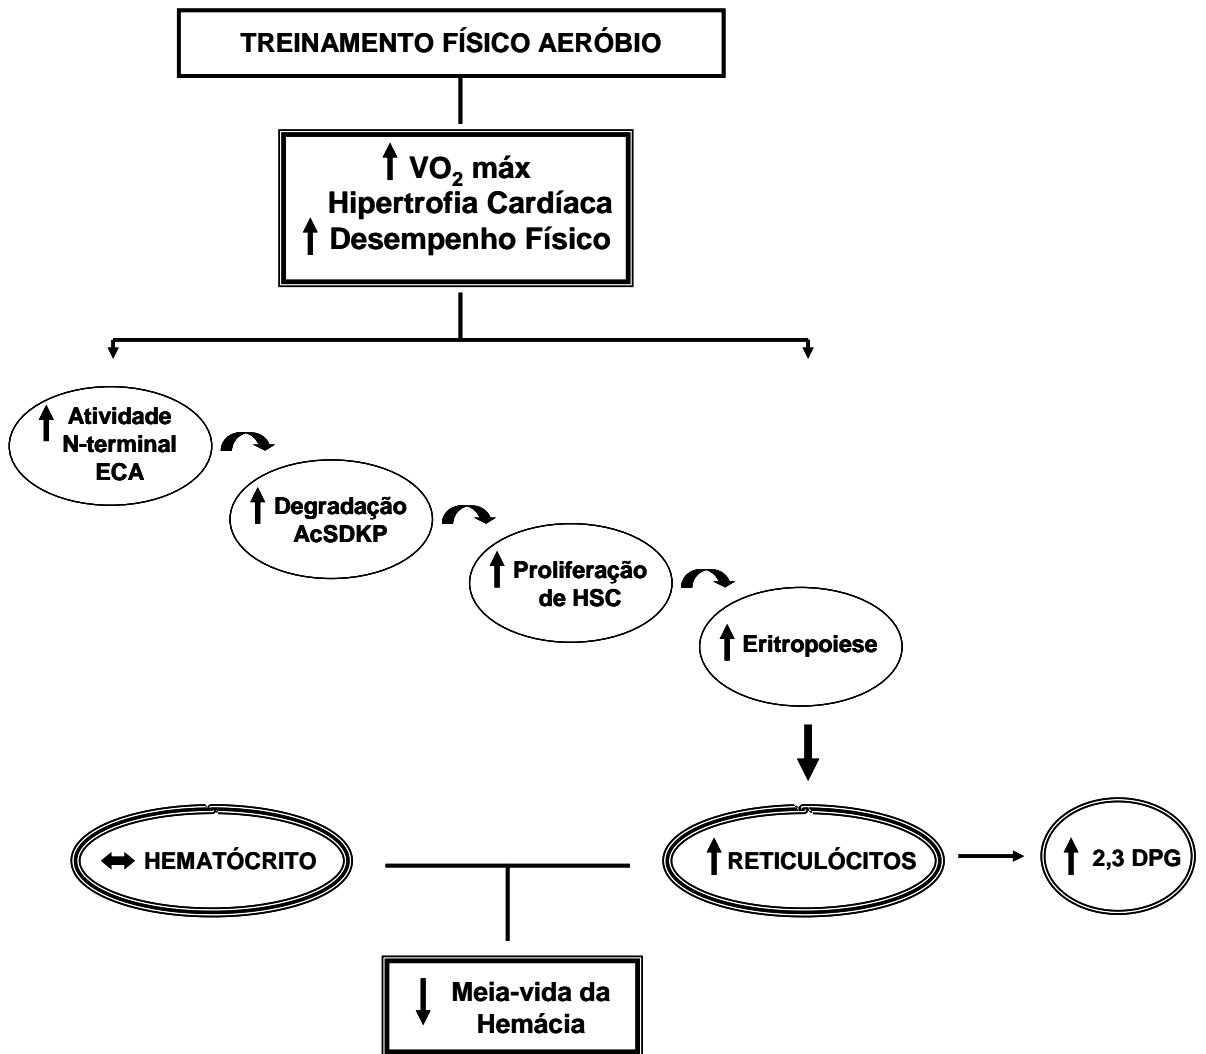 TREINAMENTO FÍSICO AERÓBIO
↑ VO₂ máx
Hipertrofia Cardíaca
↑ Desempenho Físico
↑ Atividade
N-terminal
ECA
↑ Degradação
AcSDKP
↑ Proliferação
de HSC
↑ Eritropoiese
↔ HEMATÓCRITO
↑ RETICULÓCITOS
↑ 2,3 DPG
↓ Meia-vida da
Hemácia